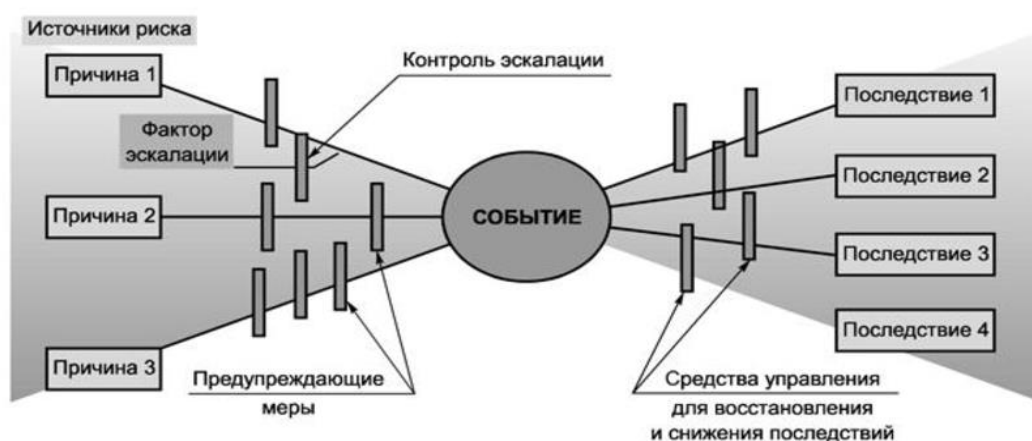 Источники риска
Причина 1
Контроль эскалации
Последствие 1
Фактор
эскалации
Последствие 2
Причина 2
СОБЫТИЕ
Последствие 3
Последствие 4
Причина 3
Предупреждающие
меры
Средства управления
для восстановления
и снижения последствий